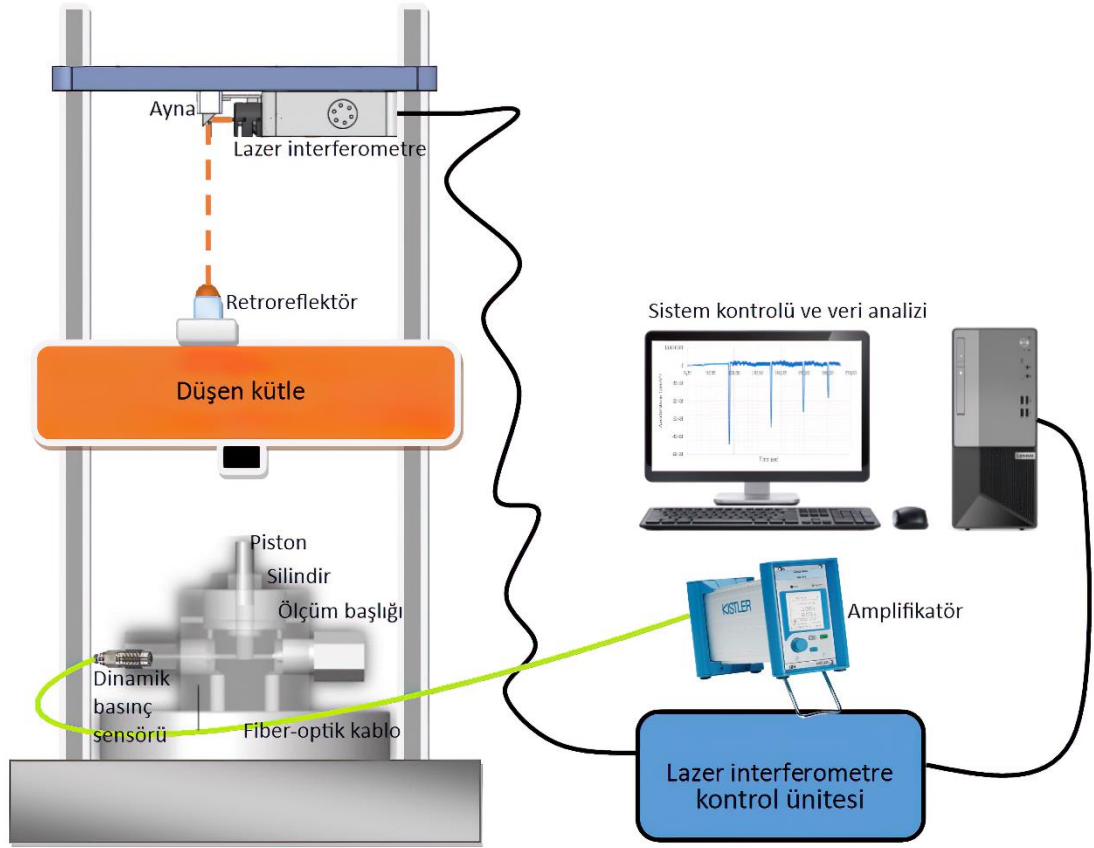 Ayna
Lazer interferometre
Retroreflektör
Düşen kütle
Piston
Silindir
Ölçüm başlığı
Dinamik
basınç
sensörü
Fiber-optik kablo
Sistem kontrolü ve veri analizi
KISTLER
Amplifikatör
Lazer interferometre
kontrol ünitesi